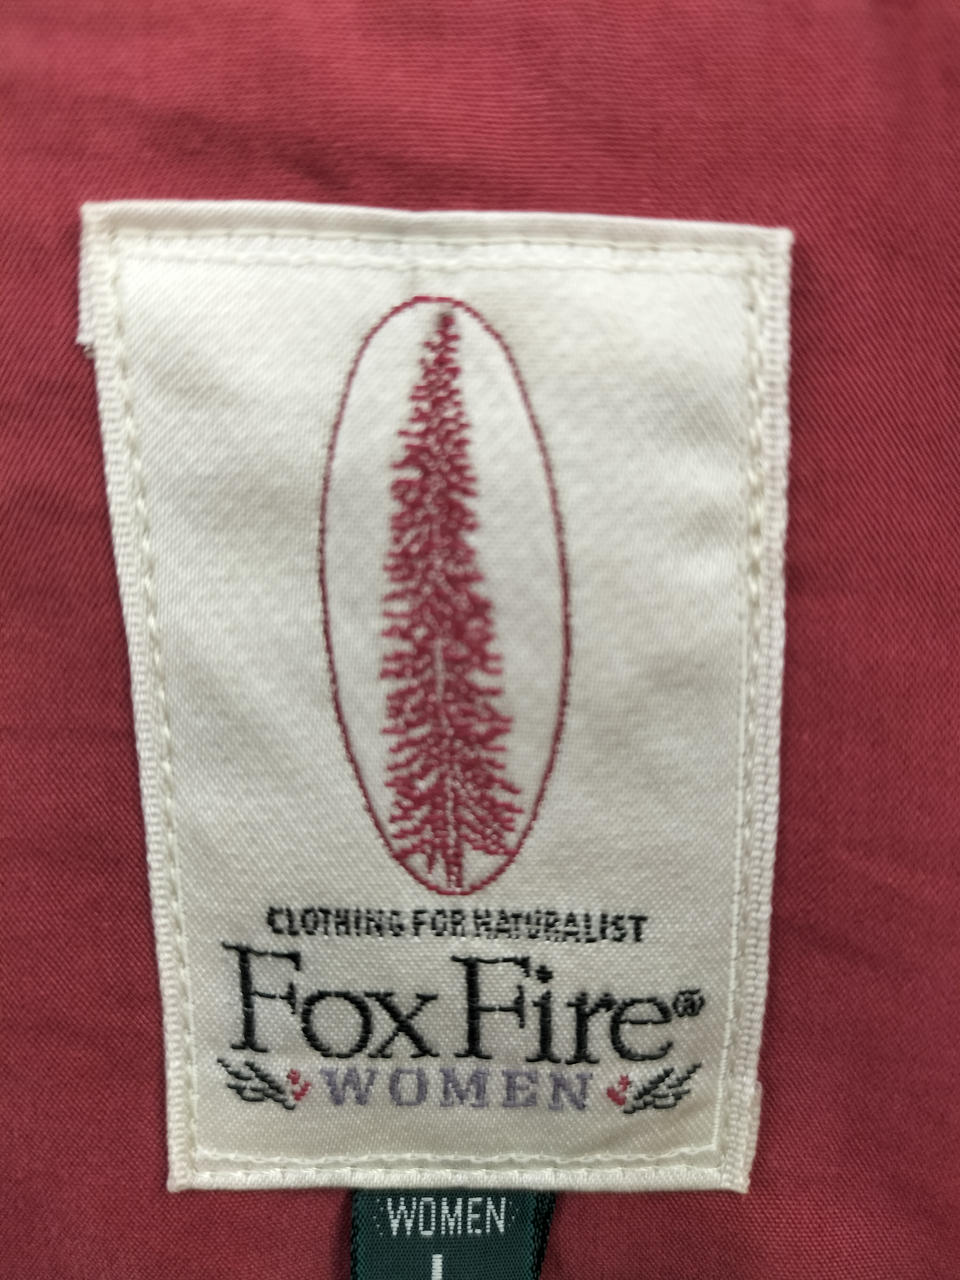 CLOTHING FOR NATURALIST
Fox Fire®
WOMEN
WOMEN
L